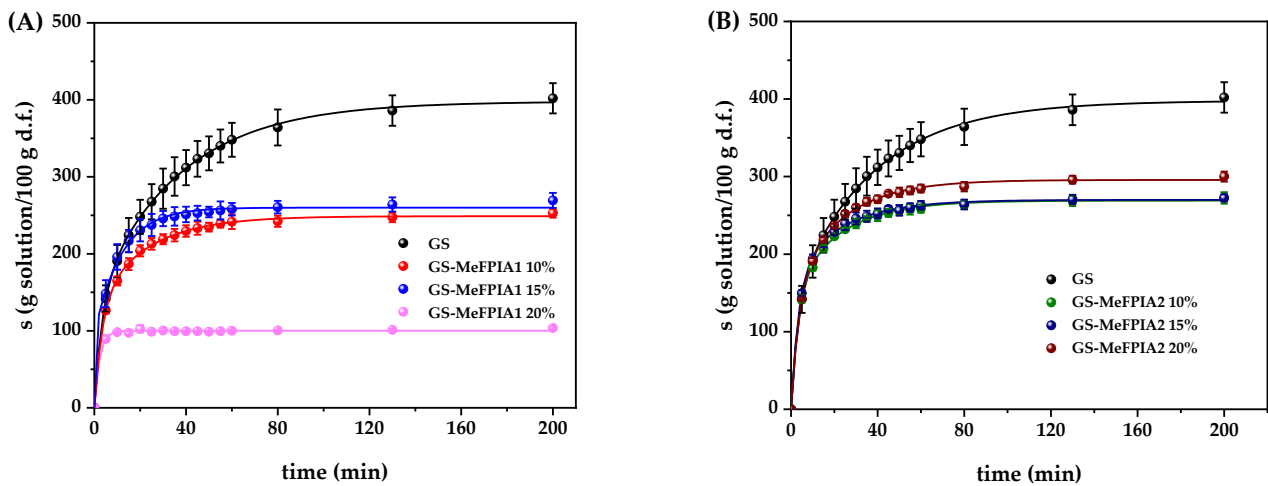 (A)
500
400
300
200
100
0
s (g solution/100 g d.f.)
GS
GS-MeFPIA1 10%
GS-MeFPIA1 15%
GS-MeFPIA1 20%
0 40 80 120 160 200
time (min)
(B)
500
400
300
200
100
0
s (g solution/100 g d.f.)
GS
GS-MeFPIA2 10%
GS-MeFPIA2 15%
GS-MeFPIA2 20%
0 40 80 120 160 200
time (min)